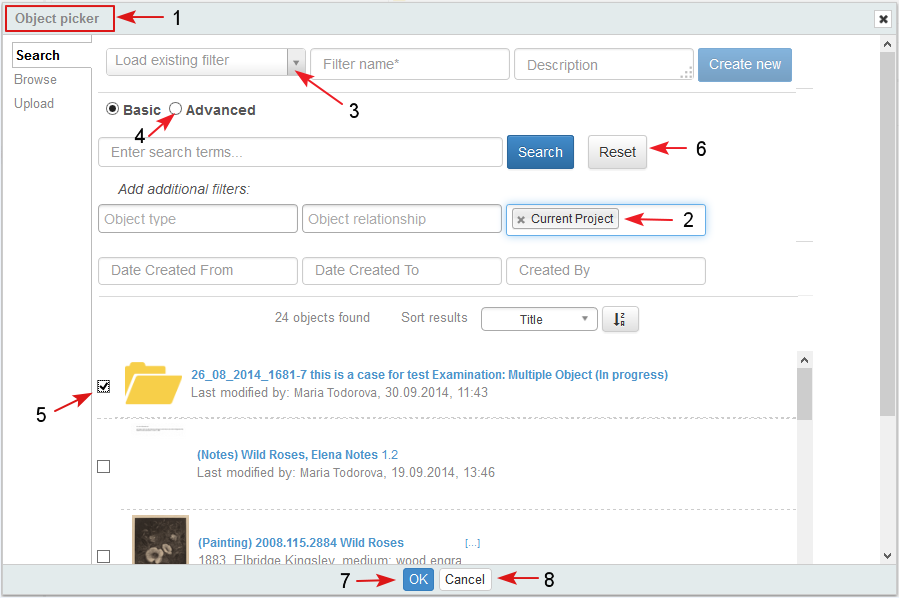 Object picker 1
Search
Browse
Upload
Load existing filter Filter name* Description Create new
3
Basic Advanced
4
Enter search terms... Search Reset 6
Add additional filters:
Object type Object relationship × Current Project 2
Date Created From Date Created To Created By
24 objects found Sort results Title
26_08_2014_1681-7 this is a case for test Examination: Multiple Object (In progress)
Last modified by: Maria Todorova, 30.09.2014, 11:43
5
(Notes) Wild Roses, Elena Notes 1.2
Last modified by: Maria Todorova, 19.09.2014, 13:46
(Painting) 2008.115.2884 Wild Roses [...]
1883, Elbridge Kingsley, medium: wood engra
7 OK Cancel 8